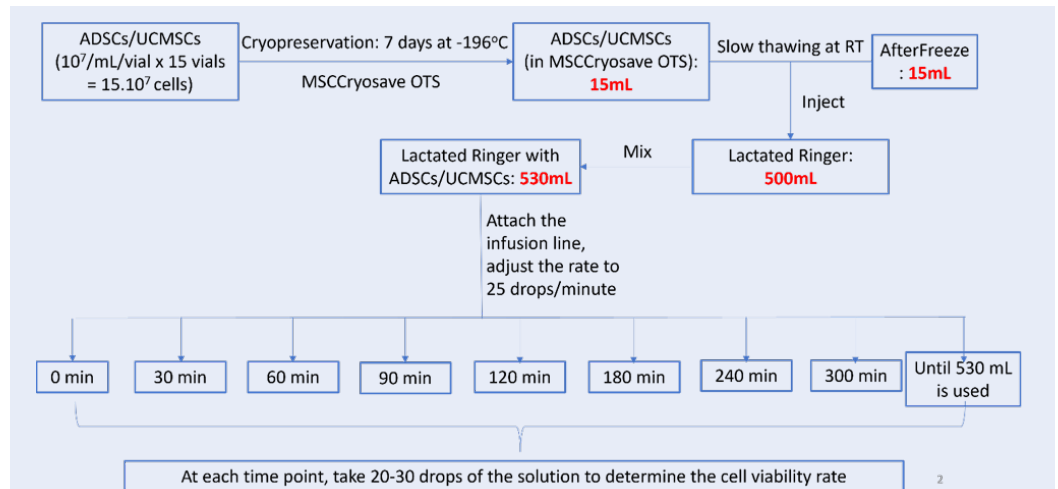 ADSCs/UCMSCs
(10⁷/mL/vial x 15 vials
= 15.10⁷ cells)
Cryopreservation: 7 days at -196°C
MSCCryosave OTS
ADSCs/UCMSCs
(in MSCCryosave OTS):
15mL
Slow thawing at RT
AfterFreeze
: 15mL
Inject
Lactated Ringer with
ADSCs/UCMSCs: 530mL
Mix
Lactated Ringer:
500mL
Attach the
infusion line,
adjust the rate to
25 drops/minute
0 min
30 min
60 min
90 min
120 min
180 min
240 min
300 min
Until 530 mL
is used
At each time point, take 20-30 drops of the solution to determine the cell viability rate
2